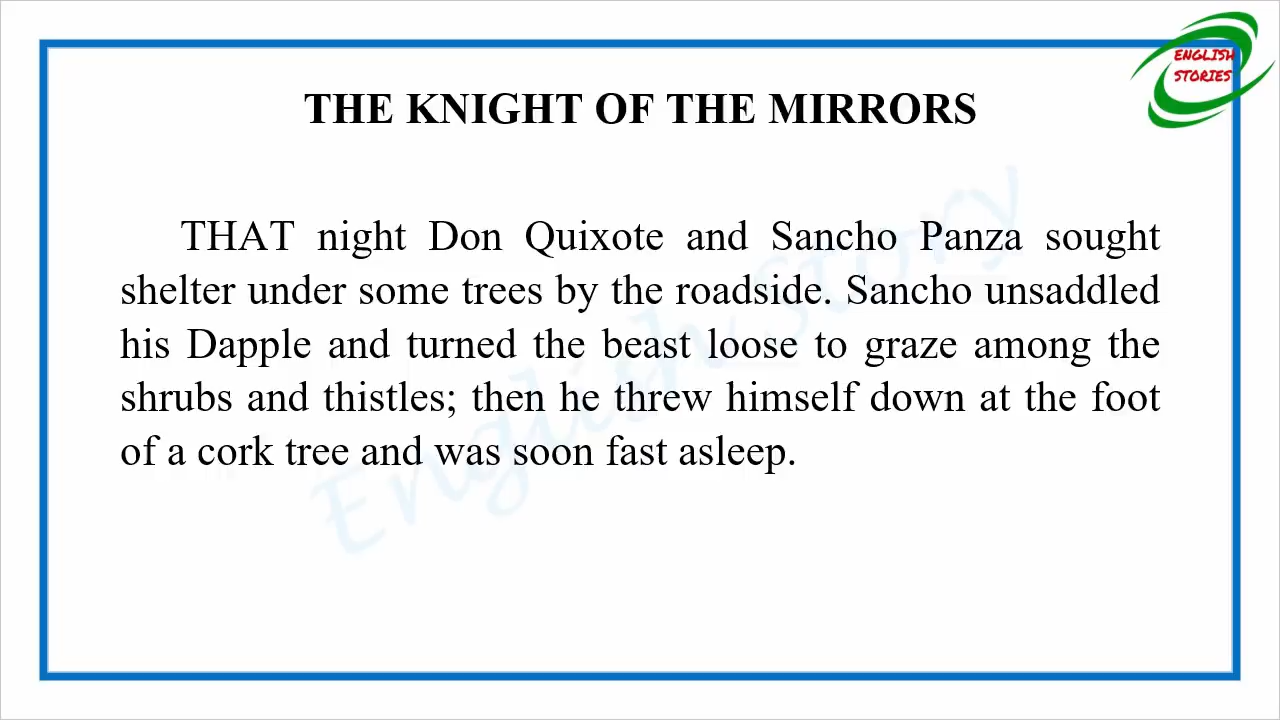 ENGLISH
STORIES
THE KNIGHT OF THE MIRRORS
THAT night Don Quixote and Sancho Panza sought
shelter under some trees by the roadside. Sancho unsaddled
his Dapple and turned the beast loose to graze among the
shrubs and thistles; then he threw himself down at the foot
of a cork tree and was soon fast asleep.
English Story